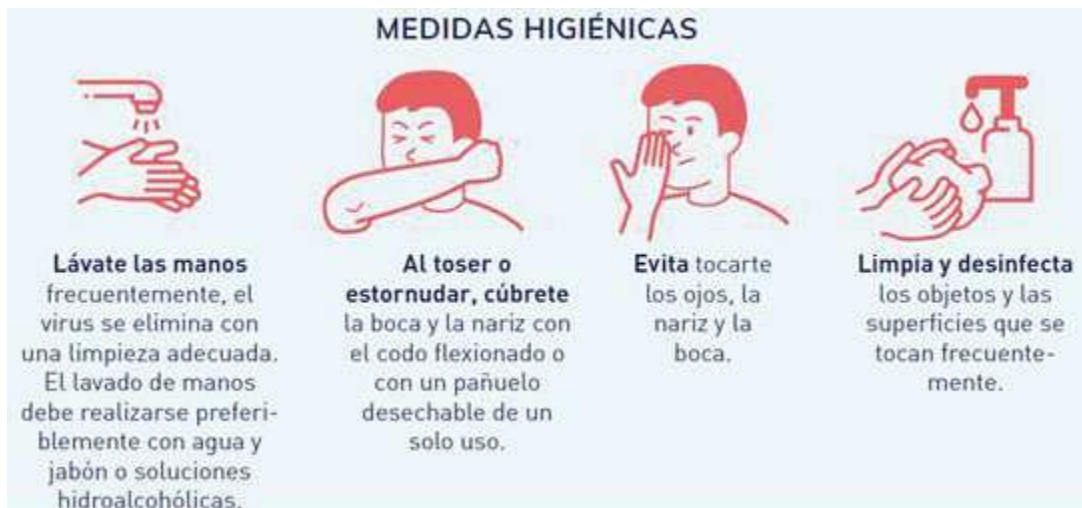 MEDIDAS HIGIÉNICAS
Lávate las manos
frecuentemente, el
virus se elimina con
una limpieza adecuada.
El lavado de manos
debe realizarse preferi-
blemente con agua y
jabón o soluciones
hidroalcohólicas.
Al toser o
estornudar, cúbrete
la boca y la nariz con
el codo flexionado o
con un pañuelo
desechable de un
solo uso.
Evita tocarte
los ojos, la
nariz y la
boca.
Limpia y desinfecta
los objetos y las
superficies que se
tocan frecuente-
mente.